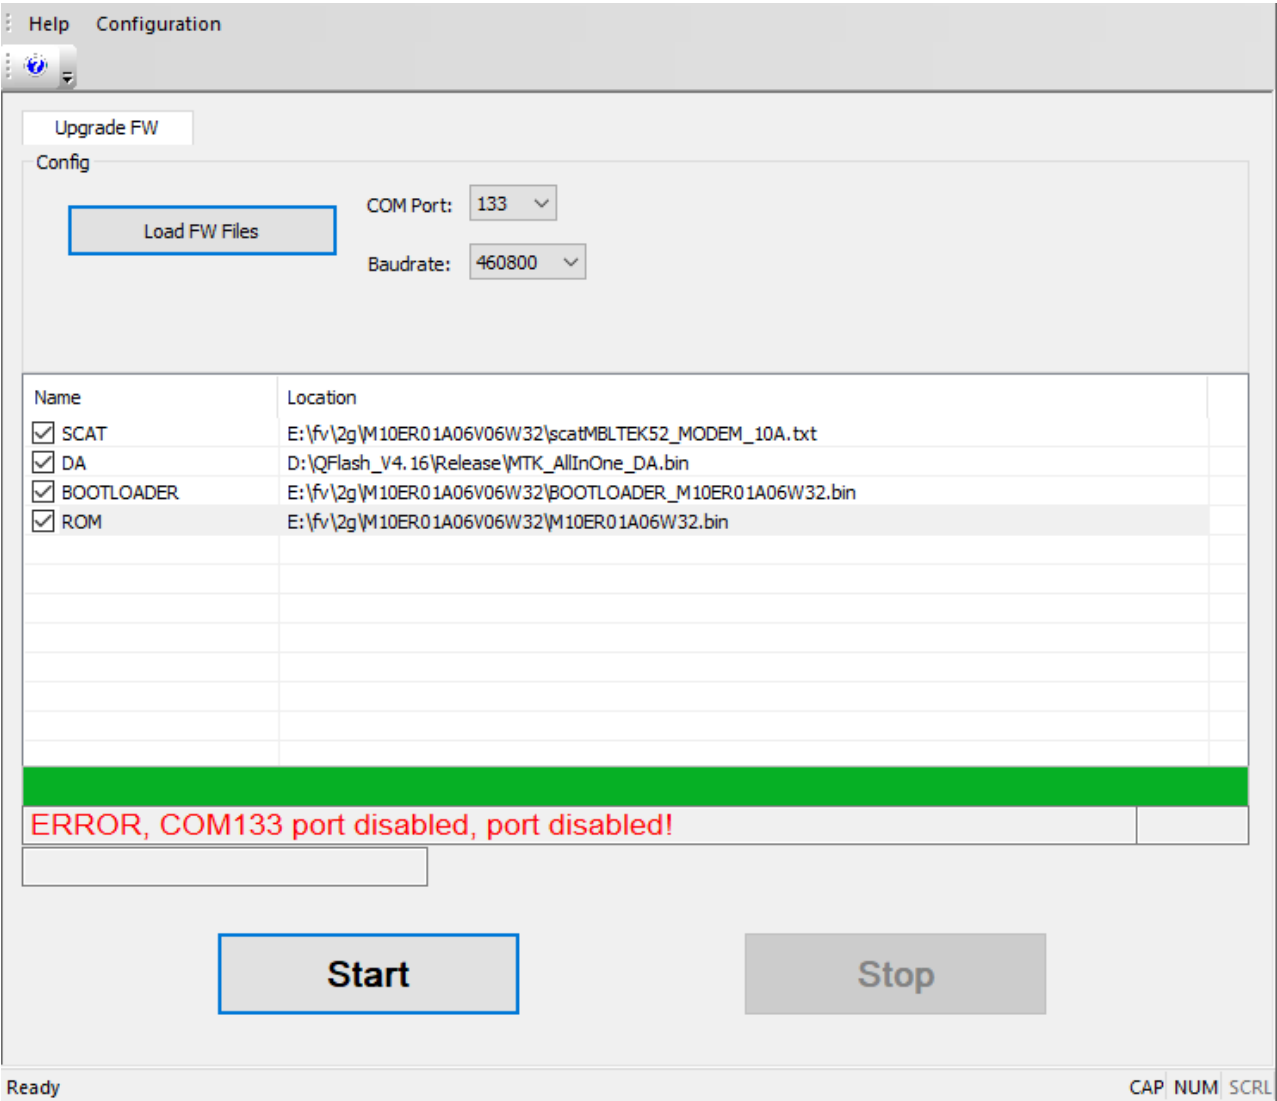 Help Configuration
Upgrade FW
Config
Load FW Files
COM Port: 133
Baudrate: 460800
Name Location
SCAT E:\fv\2g\M10ER01A06V06W32\scatMBLTEK52_MODEM_10A.txt
DA D:\QFlash_V4.16\Release\MTK_AllInOne_DA.bin
BOOTLOADER E:\fv\2g\M10ER01A06V06W32\BOOTLOADER_M10ER01A06W32.bin
ROM E:\fv\2g\M10ER01A06V06W32\M10ER01A06W32.bin
ERROR, COM133 port disabled, port disabled!
Start Stop
Ready CAP NUM SCRL